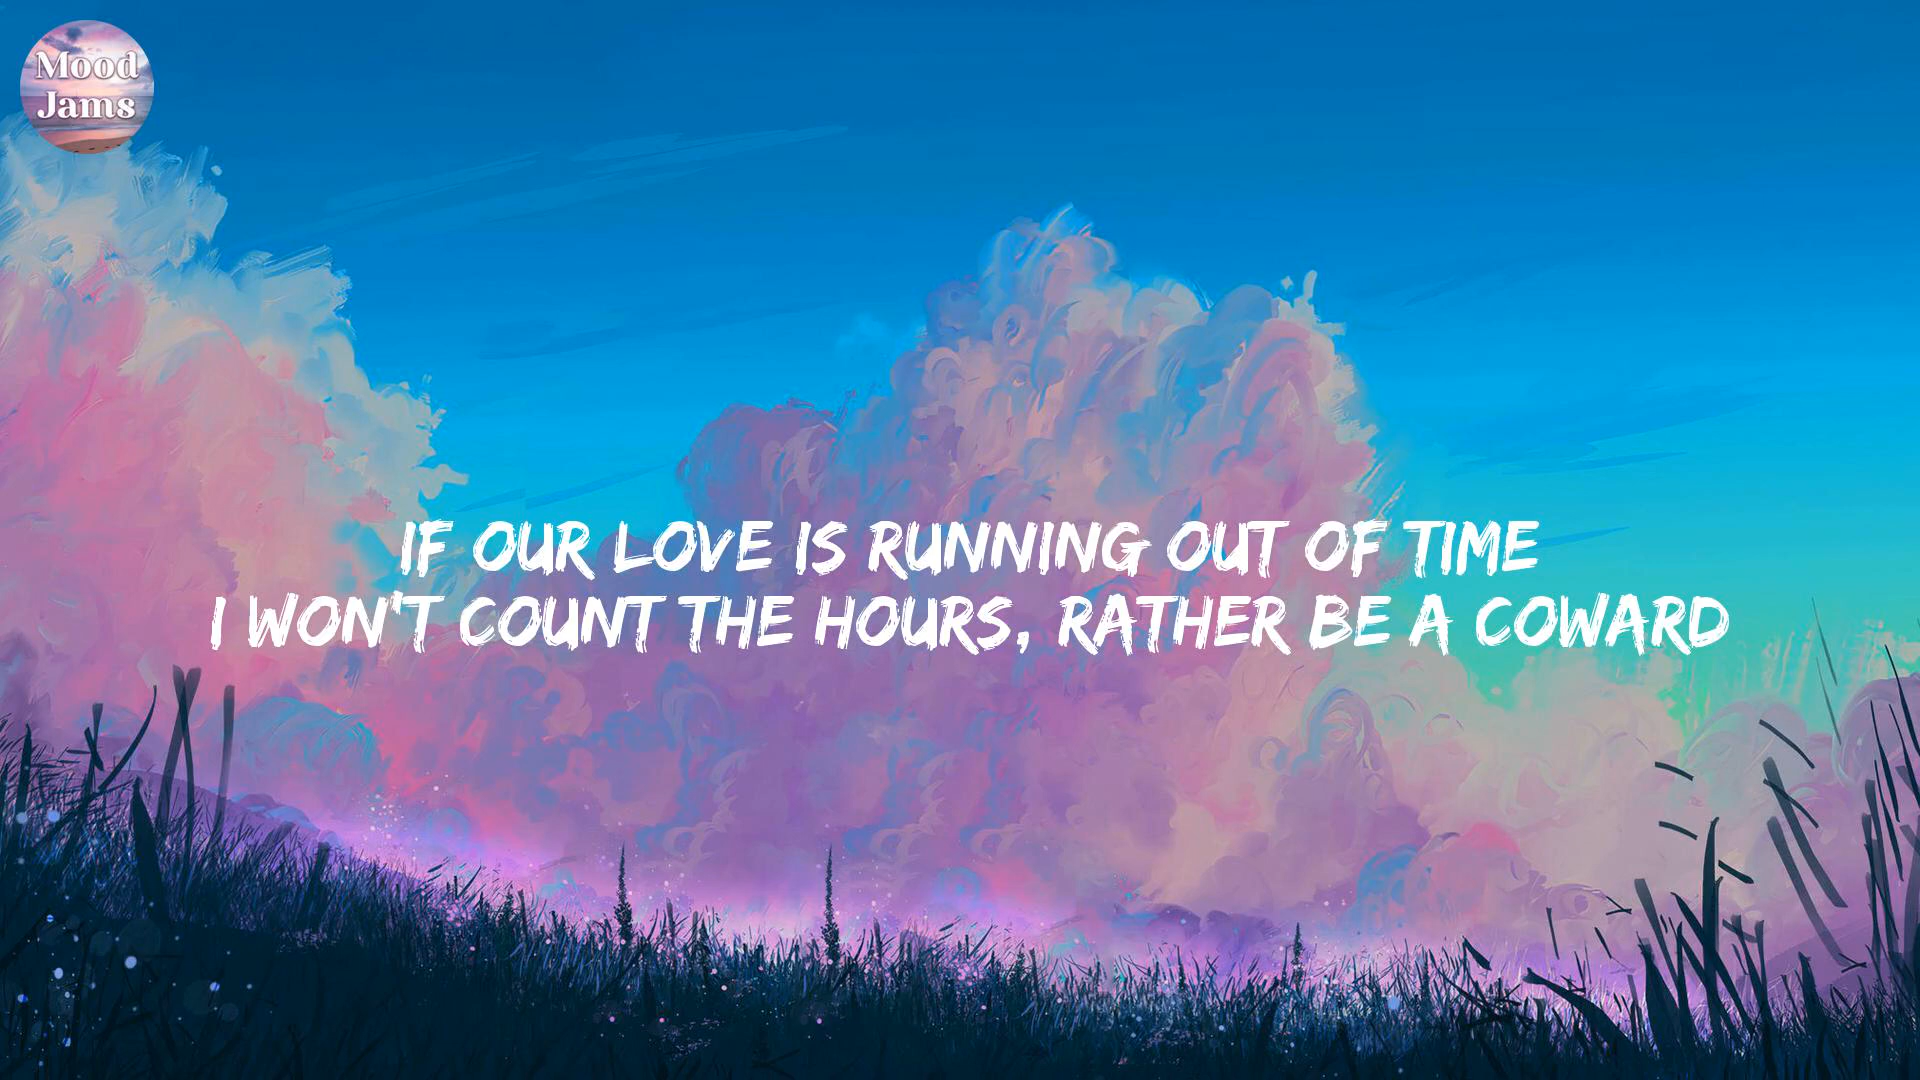 Mood
Jams
IF OUR LOVE IS RUNNING OUT OF TIME
I WON'T COUNT THE HOURS, RATHER BE A COWARD